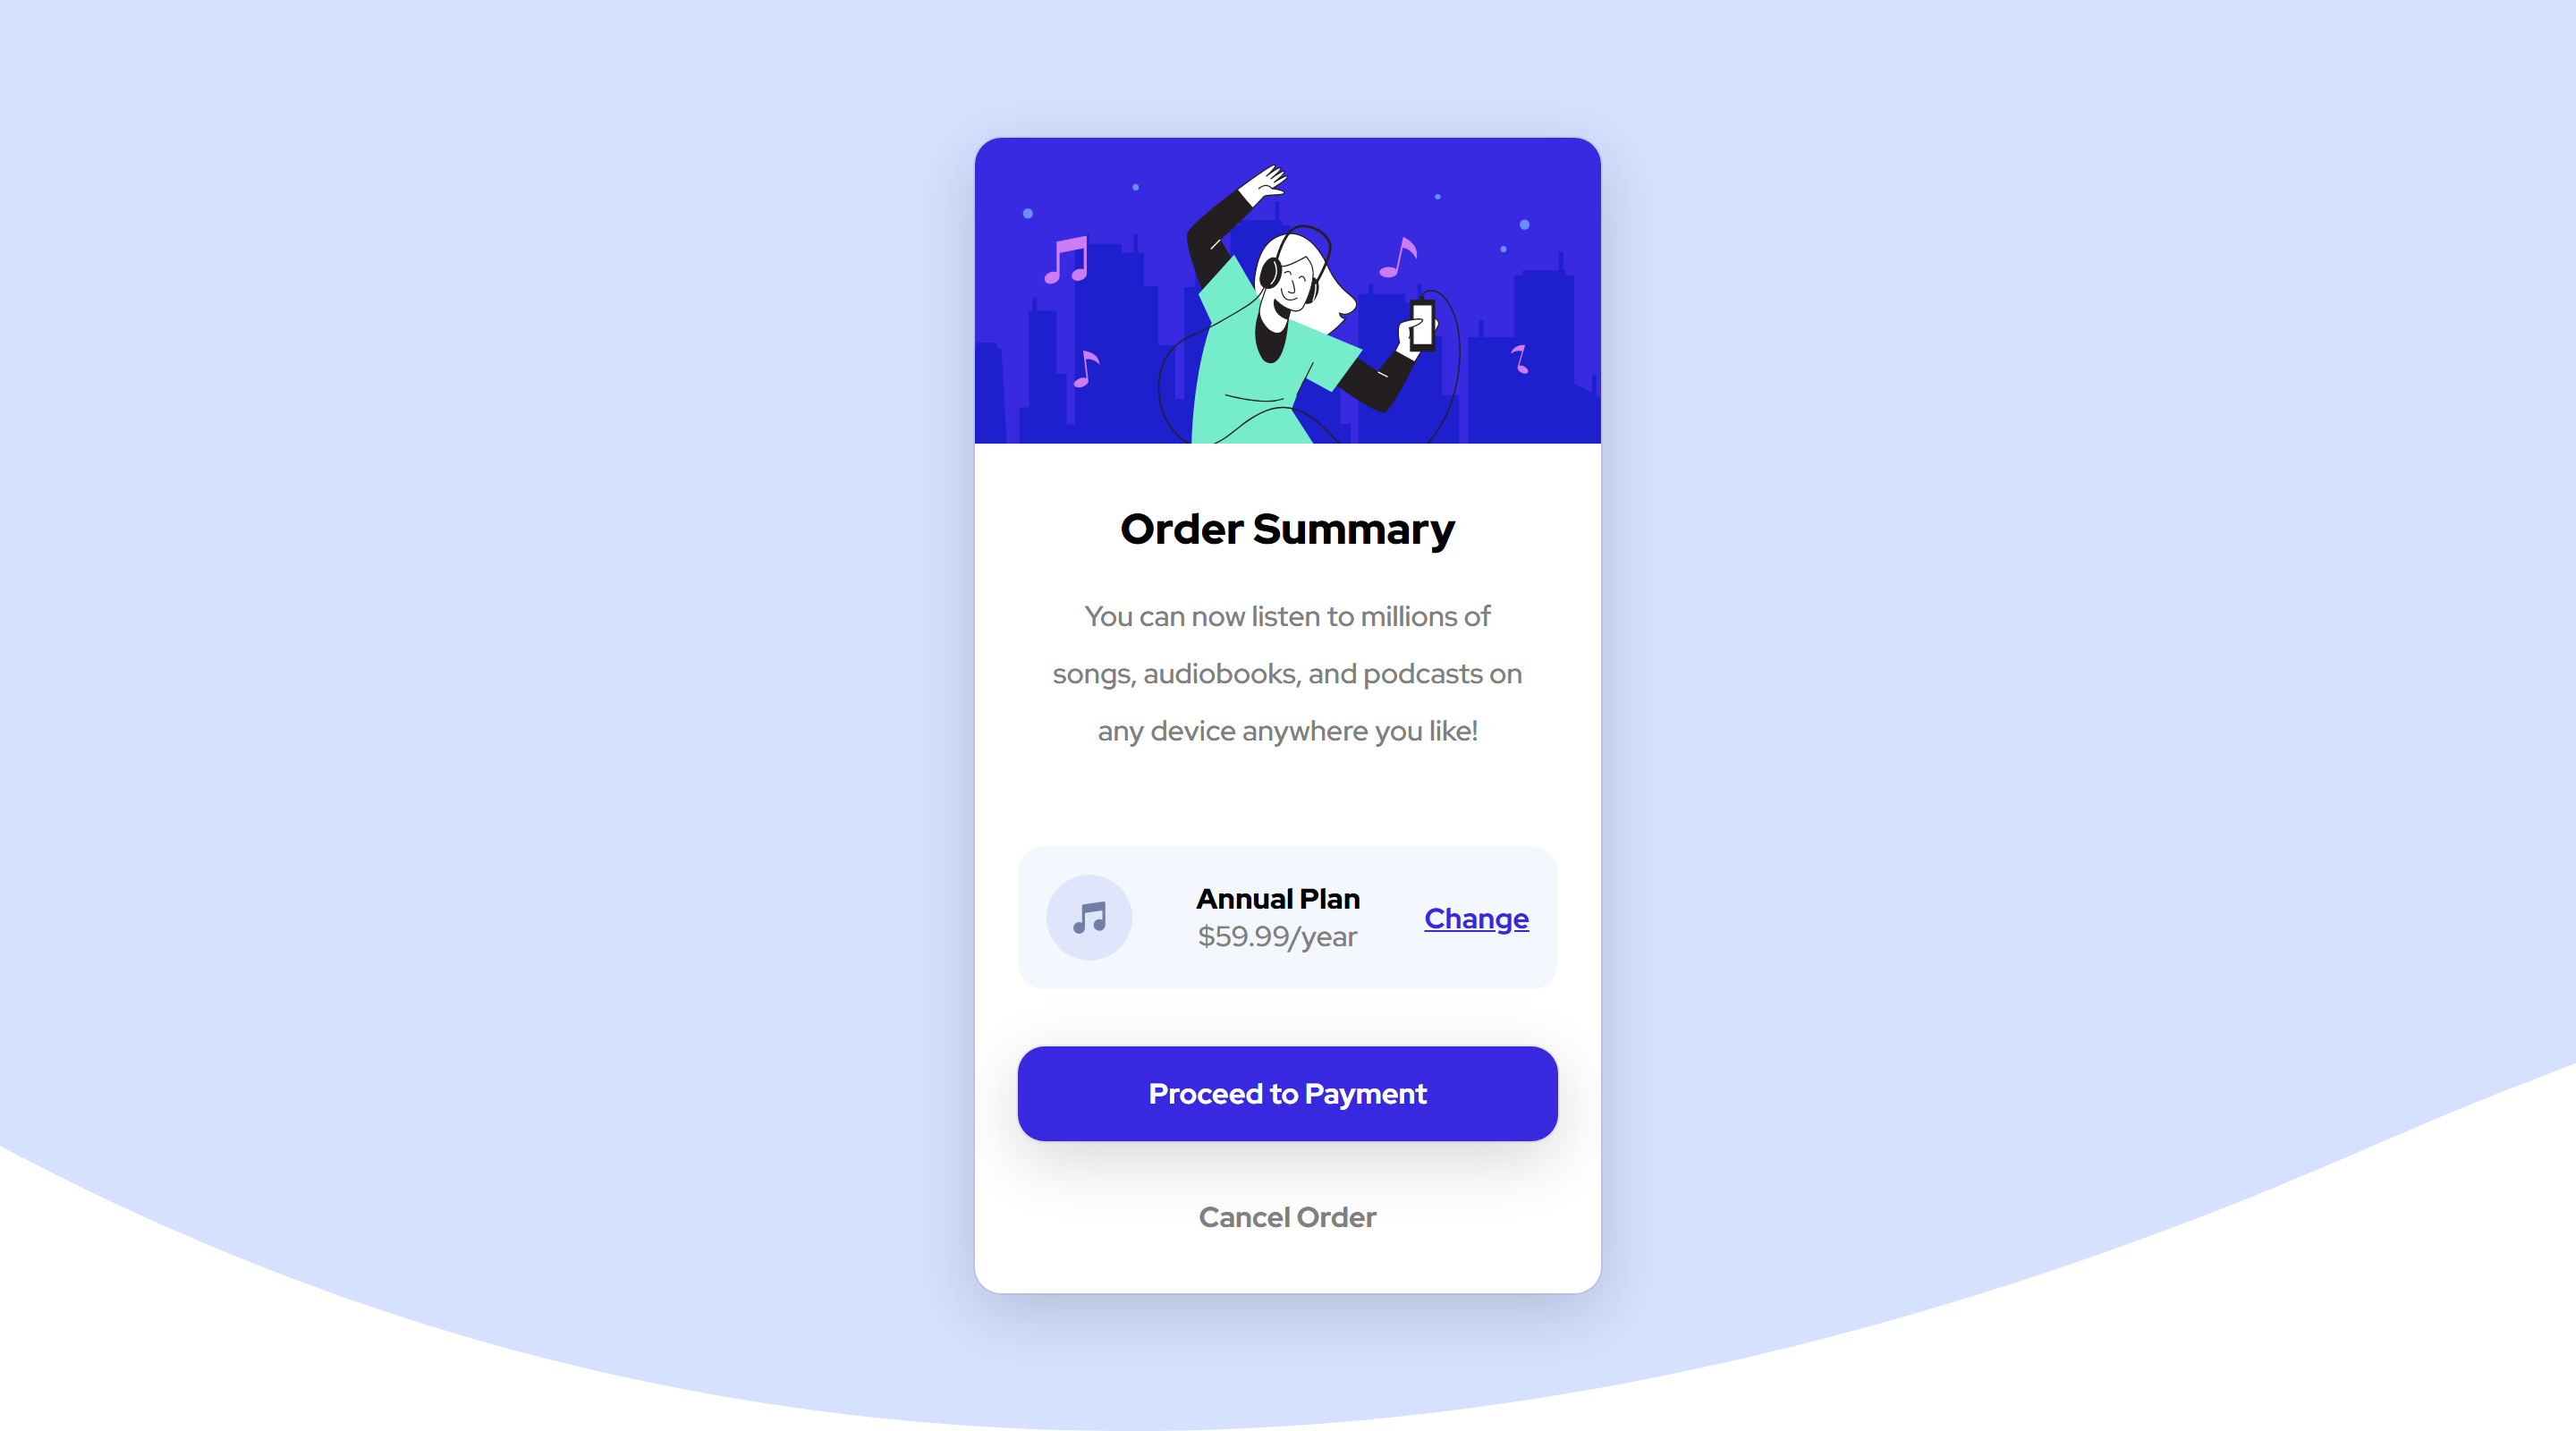 Order Summary
You can now listen to millions of
songs, audiobooks, and podcasts on
any device anywhere you like!
Annual Plan
$59.99/year
Change
Proceed to Payment
Cancel Order